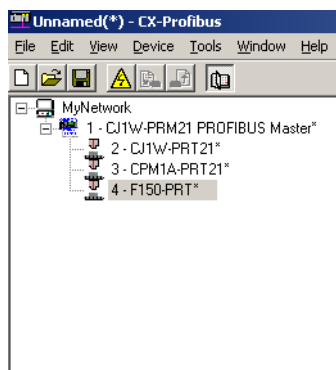 Unnamed(*) - CX-Profibus
File Edit View Device Tools Window Help
MyNetwork
1 - CJ1W-PRM21 PROFIBUS Master*
2 - CJ1W-PRT21*
3 - CPM1A-PRT21*
4 - F150-PRT*